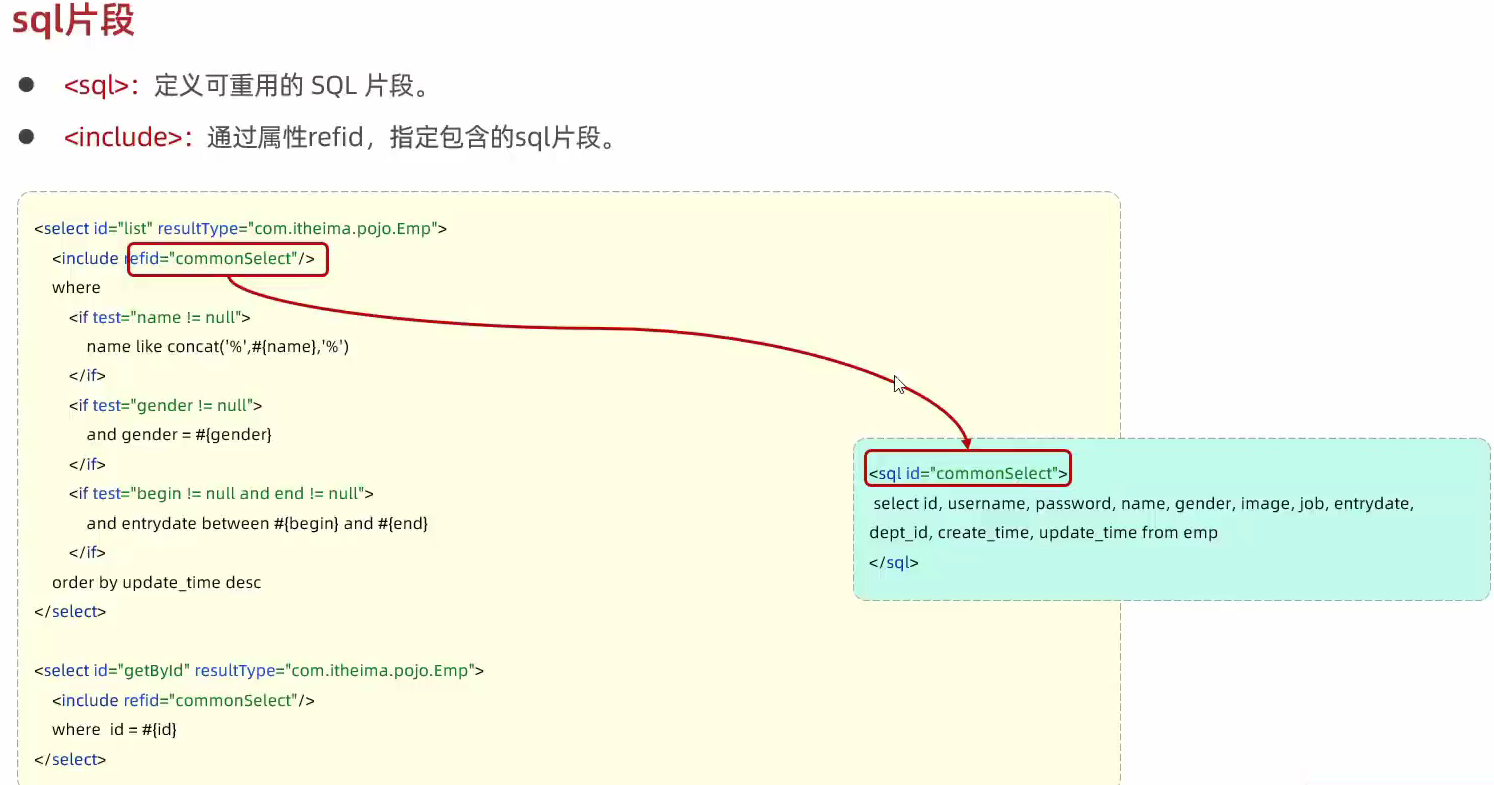 sql片段
<sql>：定义可重用的 SQL 片段。
<include>：通过属性refid，指定包含的sql片段。
<select id="list" resultType="com.itheima.pojo.Emp">
<include refid="commonSelect"/>
where
<if test="name != null">
name like concat('%',#{name},'%')
</if>
<if test="gender != null">
and gender = #{gender}
</if>
<if test="begin != null and end != null">
and entrydate between #{begin} and #{end}
</if>
order by update_time desc
</select>
<select id="getById" resultType="com.itheima.pojo.Emp">
<include refid="commonSelect"/>
where  id = #{id}
</select>
<sql id="commonSelect">
select id, username, password, name, gender, image, job, entrydate,
dept_id, create_time, update_time from emp
</sql>